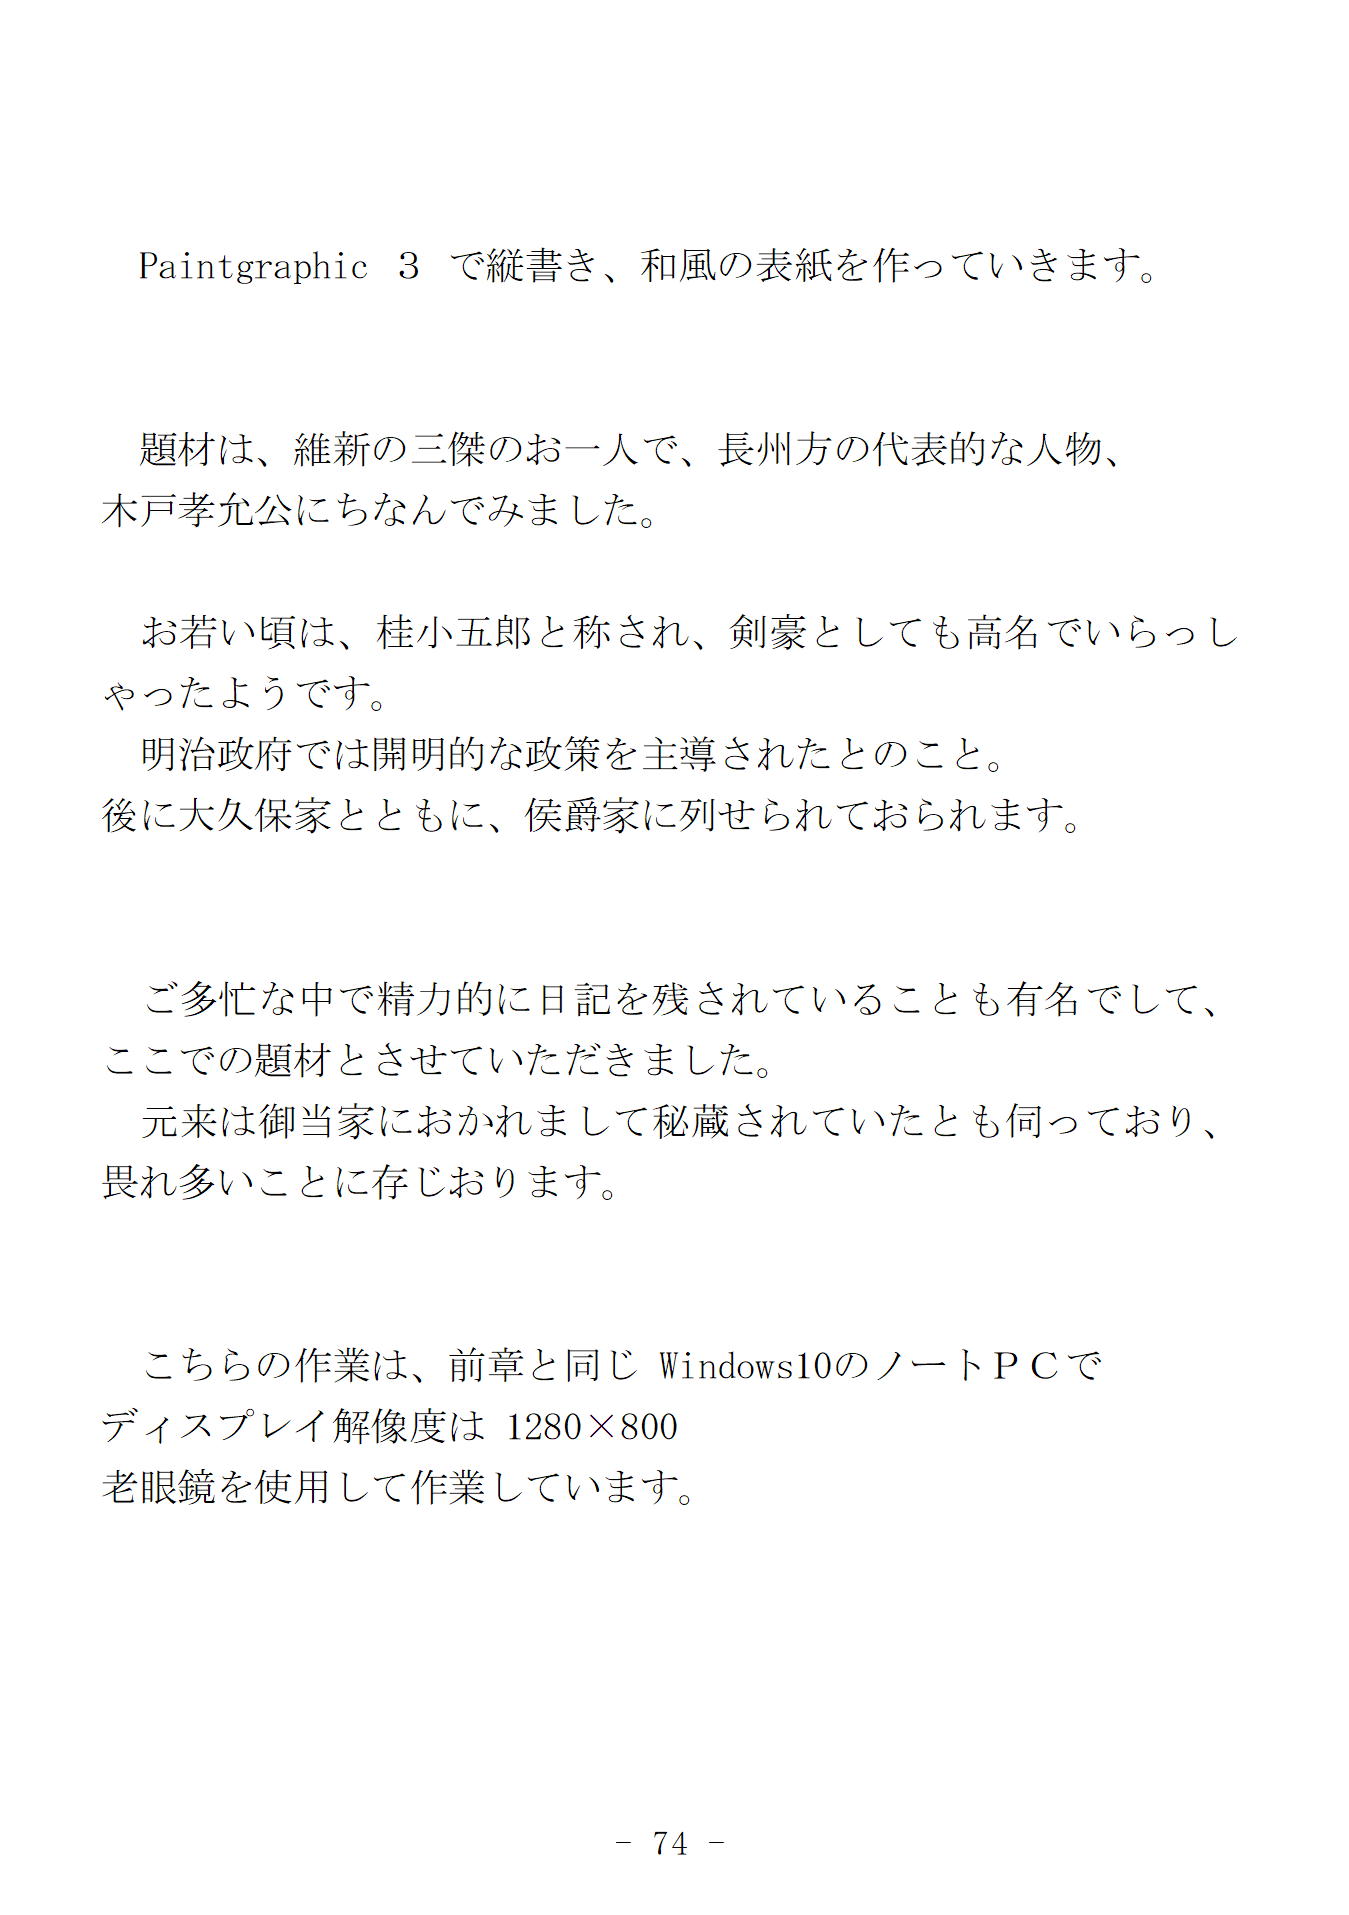 Paintgraphic ３ で縦書き、和風の表紙を作っていきます。
題材は、維新の三傑のお一人で、長州方の代表的な人物、
木戸孝允公にちなんでみました。
お若い頃は、桂小五郎と称され、剣豪としても高名でいらっし
ゃったようです。
明治政府では開明的な政策を主導されたとのこと。
後に大久保家とともに、侯爵家に列せられておられます。
ご多忙な中で精力的に日記を残されていることも有名でして、
ここでの題材とさせていただきました。
元来は御当家におかれまして秘蔵されていたとも伺っており、
畏れ多いことに存じおります。
こちらの作業は、前章と同じ Windows10のノートＰＣで
ディスプレイ解像度は 1280×800
老眼鏡を使用して作業しています。
- 74 -